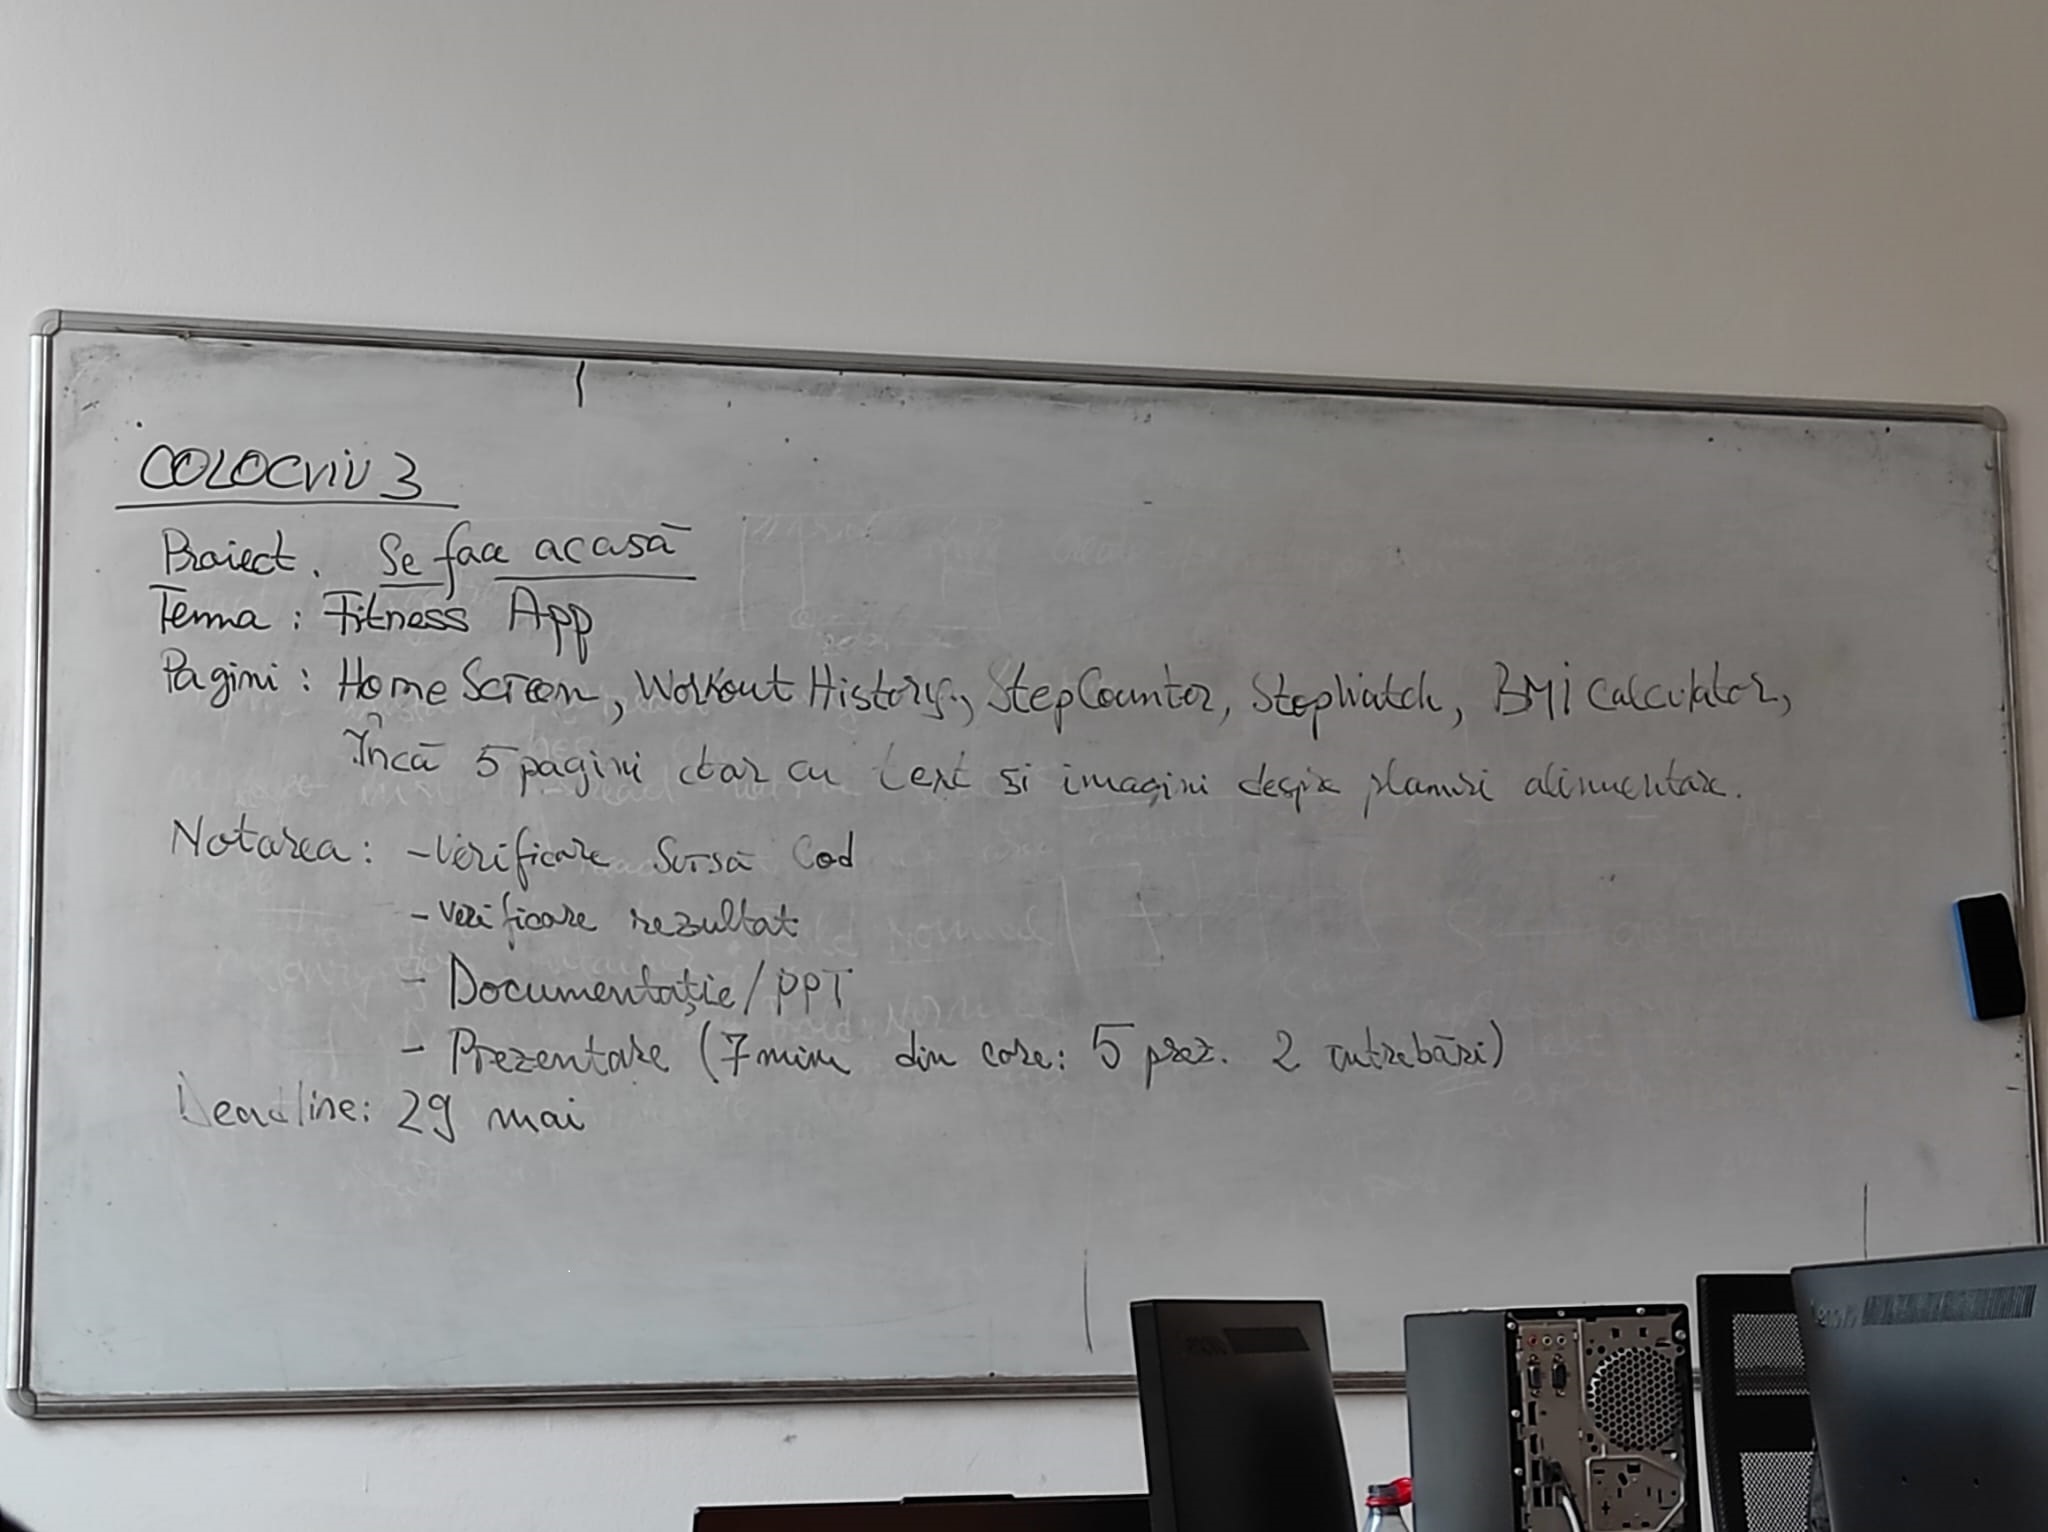 COLOCVIU 3
Proiect. Se face acasă
Tema : Fitness App
Pagini : Home Screen, Workout History, StepCounter, StopWatch, BMI Calculator,
Încă 5 pagini doar cu text și imagini despre planuri alimentare.
Notarea : - Verificare Sursă Cod
- Verificare rezultat
- Documentație / PPT
- Prezentare (7 min din care: 5 prez. 2 întrebări)
Deadline: 29 mai